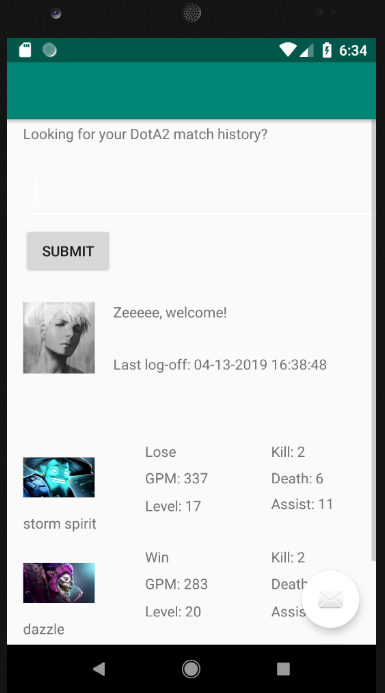 6:34
Looking for your DotA2 match history?
SUBMIT
Zeeeee, welcome!
Last log-off: 04-13-2019 16:38:48
Lose
Kill: 2
GPM: 337
Death: 6
Level: 17
Assist: 11
storm spirit
Win
Kill: 2
GPM: 283
Level: 20
dazzle